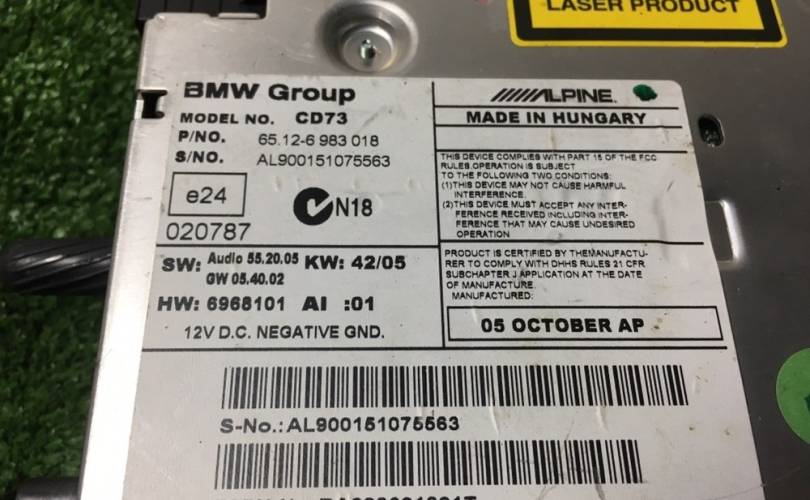 LASER PRODUCT
BMW Group
MODEL NO. CD73
P/NO. 65.12-6 983 018
S/NO. AL900151075563
e24
N18
020787
ALPINE
MADE IN HUNGARY
THIS DEVICE COMPLIES WITH PART 15 OF THE FCC
RULES.OPERATION IS SUBJECT
TO THE FOLLOWING TWO CONDITIONS:
(1)THIS DEVICE MAY NOT CAUSE HARMFUL
INTERFERENCE.
(2)THIS DEVICE MUST ACCEPT ANY INTER-
FERENCE RECEIVED INCLUDING INTER-
FERENCE THAT MAY CAUSE UNDESIRED
OPERATION
SW: Audio 55.20.05 KW: 42/05
GW 05.40.02
HW: 6968101 AI :01
12V D.C. NEGATIVE GND.
PRODUCT IS CERTIFIED BY THEMANUFACTU-
RER TO COMPLY WITH DHHS RULES 21 CFR
SUBCHAPTER J APPLICATION AT THE DATE
OF MANUFACTURE.
MANUFACTURED:
05 OCTOBER AP
S-No.:AL900151075563